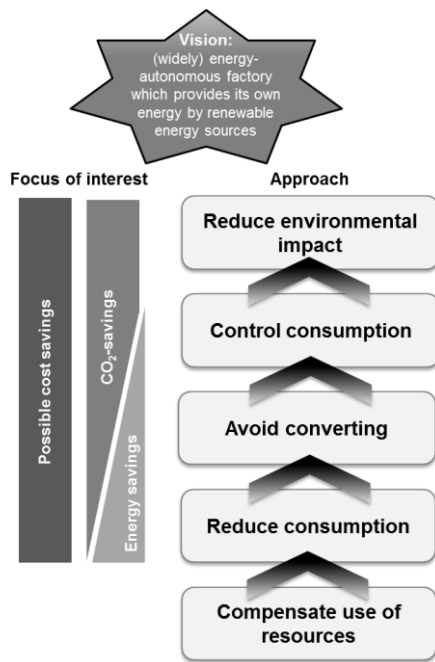 Vision:
(widely) energy-
autonomous factory
which provides its own
energy by renewable
energy sources
Focus of interest
Approach
Possible cost savings
CO₂-savings
Energy savings
Reduce environmental
impact
Control consumption
Avoid converting
Reduce consumption
Compensate use of
resources